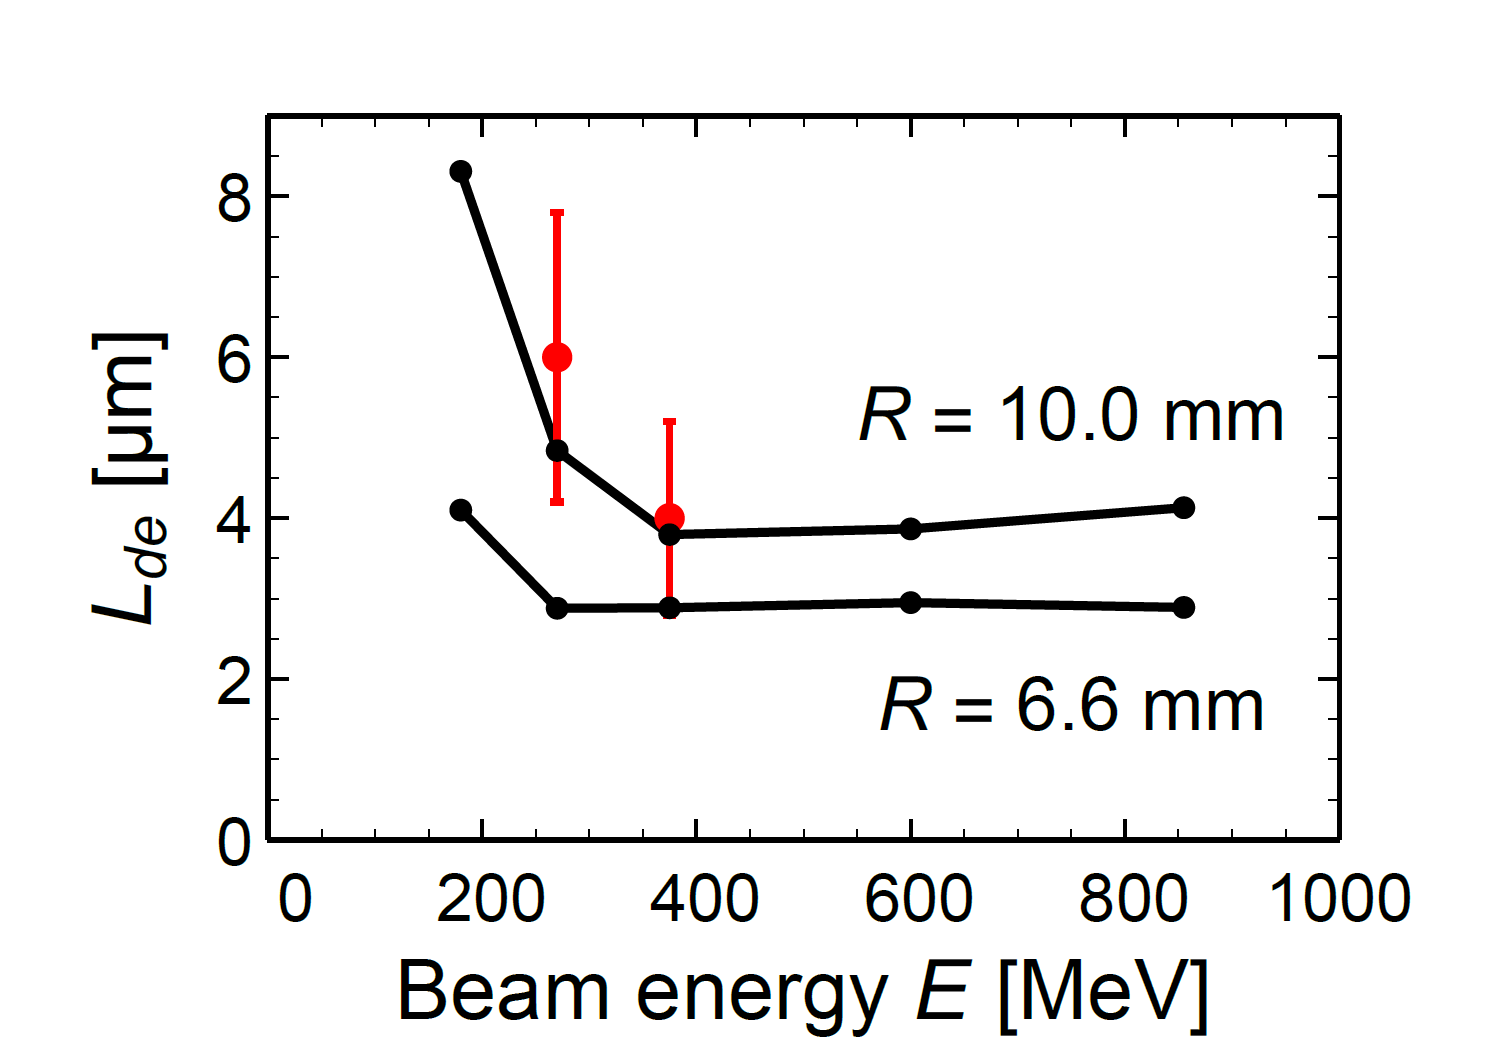 8
6
4
2
0
L_de [µm]
R = 10.0 mm
R = 6.6 mm
0 200 400 600 800 1000
Beam energy E [MeV]